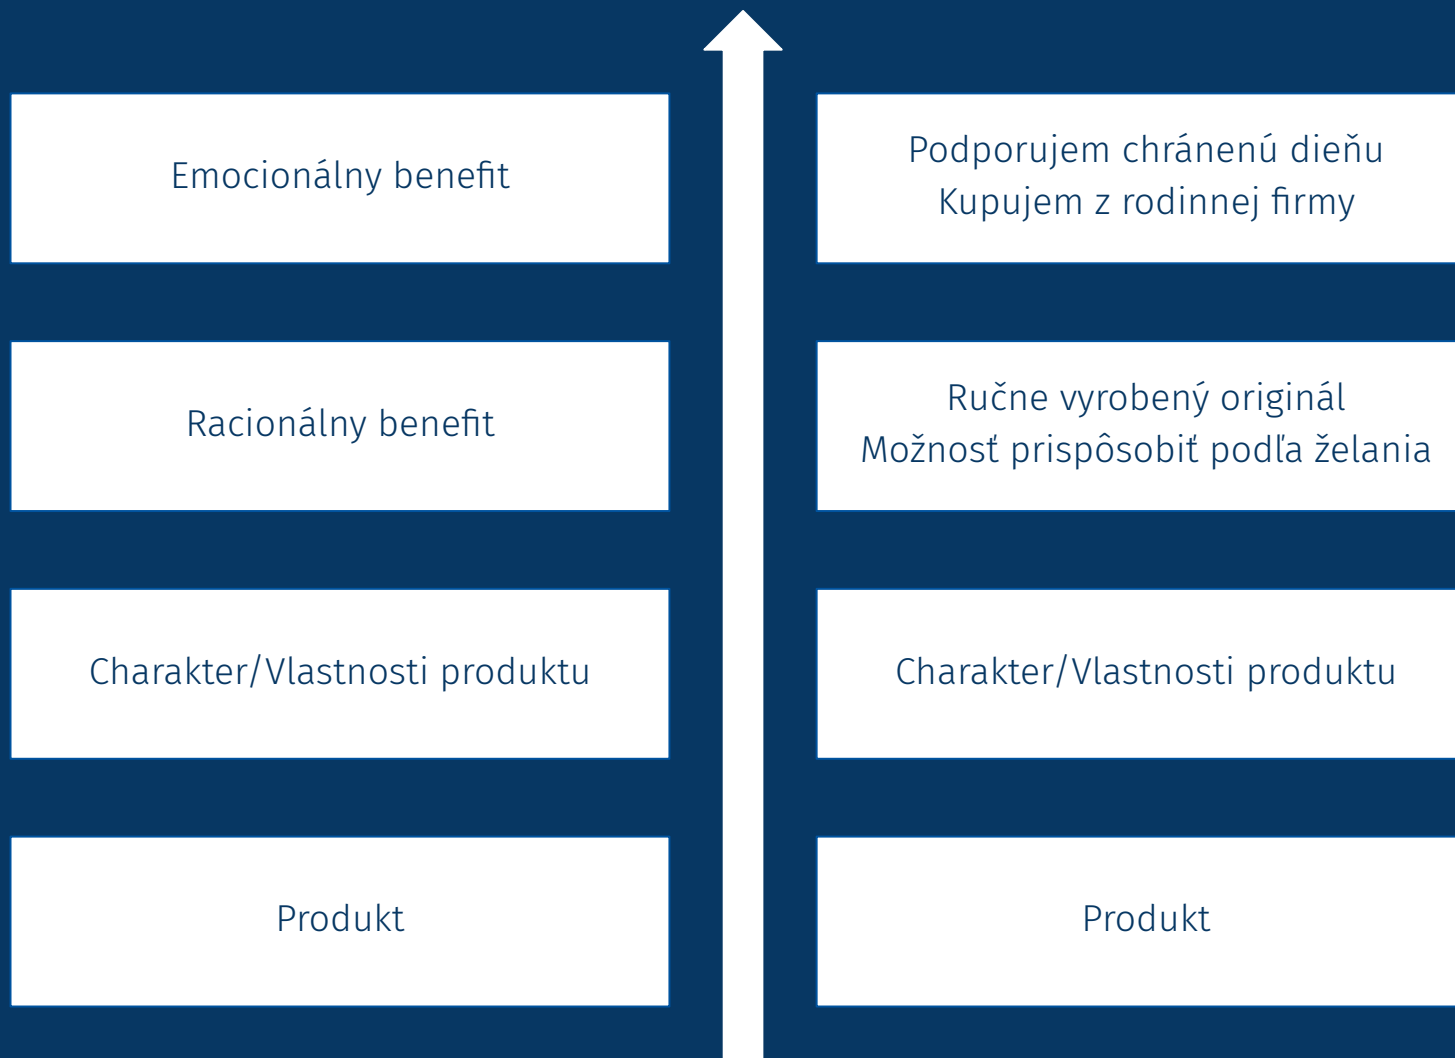 Emocionálny benefit
Podporujem chránenú dieňu
Kupujem z rodinnej firmy
Racionálny benefit
Ručne vyrobený originál
Možnosť prispôsobiť podľa želania
Charakter/Vlastnosti produktu
Charakter/Vlastnosti produktu
Produkt
Produkt